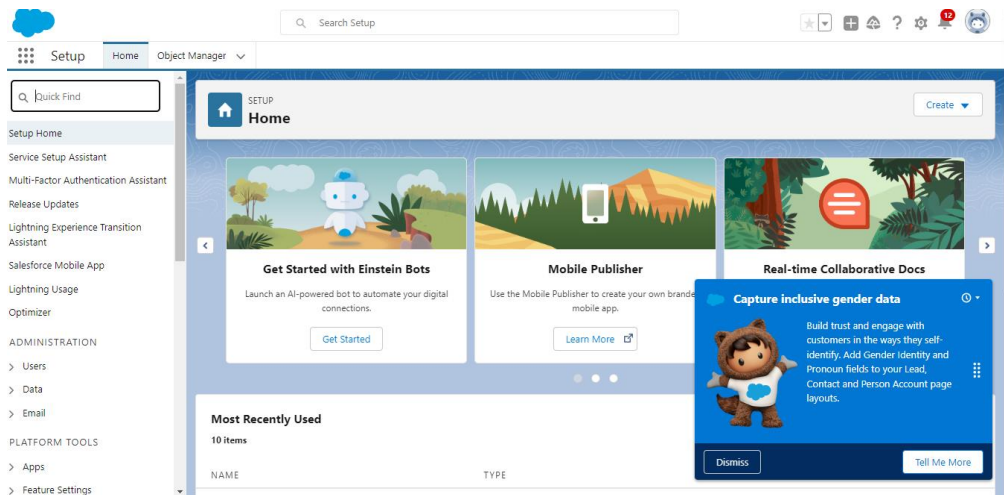 Search Setup
12
Setup
Home
Object Manager
Quick Find
Setup Home
Service Setup Assistant
Multi-Factor Authentication Assistant
Release Updates
Lightning Experience Transition
Assistant
Salesforce Mobile App
Lightning Usage
Optimizer
ADMINISTRATION
Users
Data
Email
PLATFORM TOOLS
Apps
Feature Settings
SETUP
Home
Create
Get Started with Einstein Bots
Launch an AI-powered bot to automate your digital
connections.
Get Started
Mobile Publisher
Use the Mobile Publisher to create your own brande
mobile app.
Learn More
Real-time Collaborative Docs
Capture inclusive gender data
Build trust and engage with
customers in the ways they self-
identify. Add Gender Identity and
Pronoun fields to your Lead,
Contact and Person Account page
layouts.
Dismiss
Tell Me More
Most Recently Used
10 items
NAME
TYPE